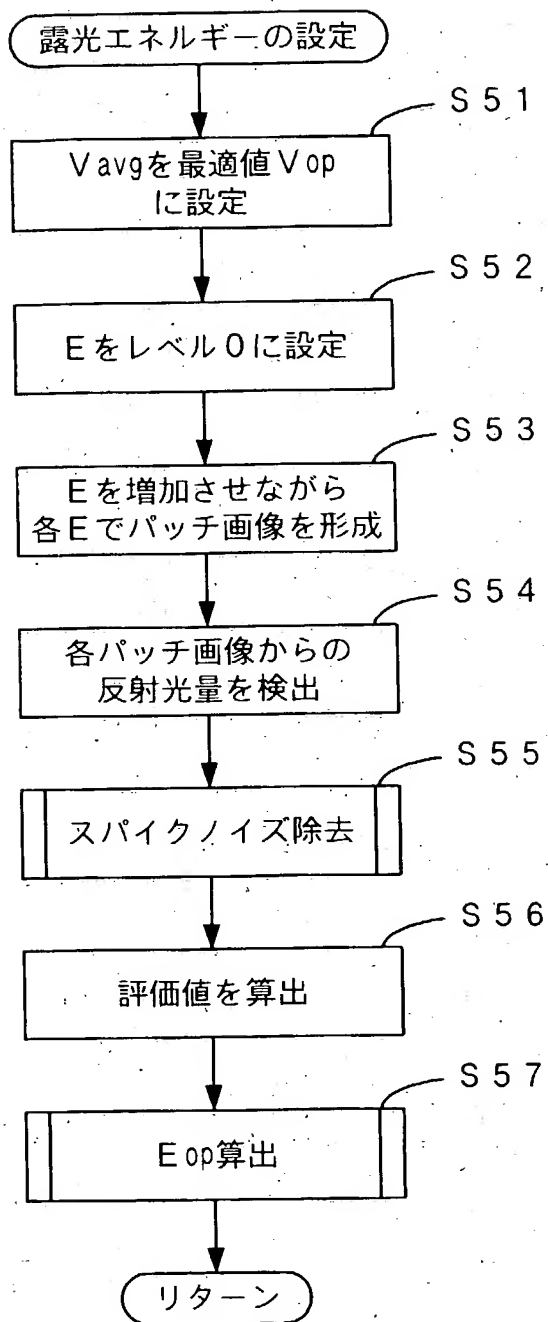 露光エネルギーの設定
S51
Vavgを最適値Vop
に設定
S52
Eをレベル0に設定
S53
Eを増加させながら
各Eでパッチ画像を形成
S54
各パッチ画像からの
反射光量を検出
S55
スパイクノイズ除去
S56
評価値を算出
S57
Eop算出
リターン